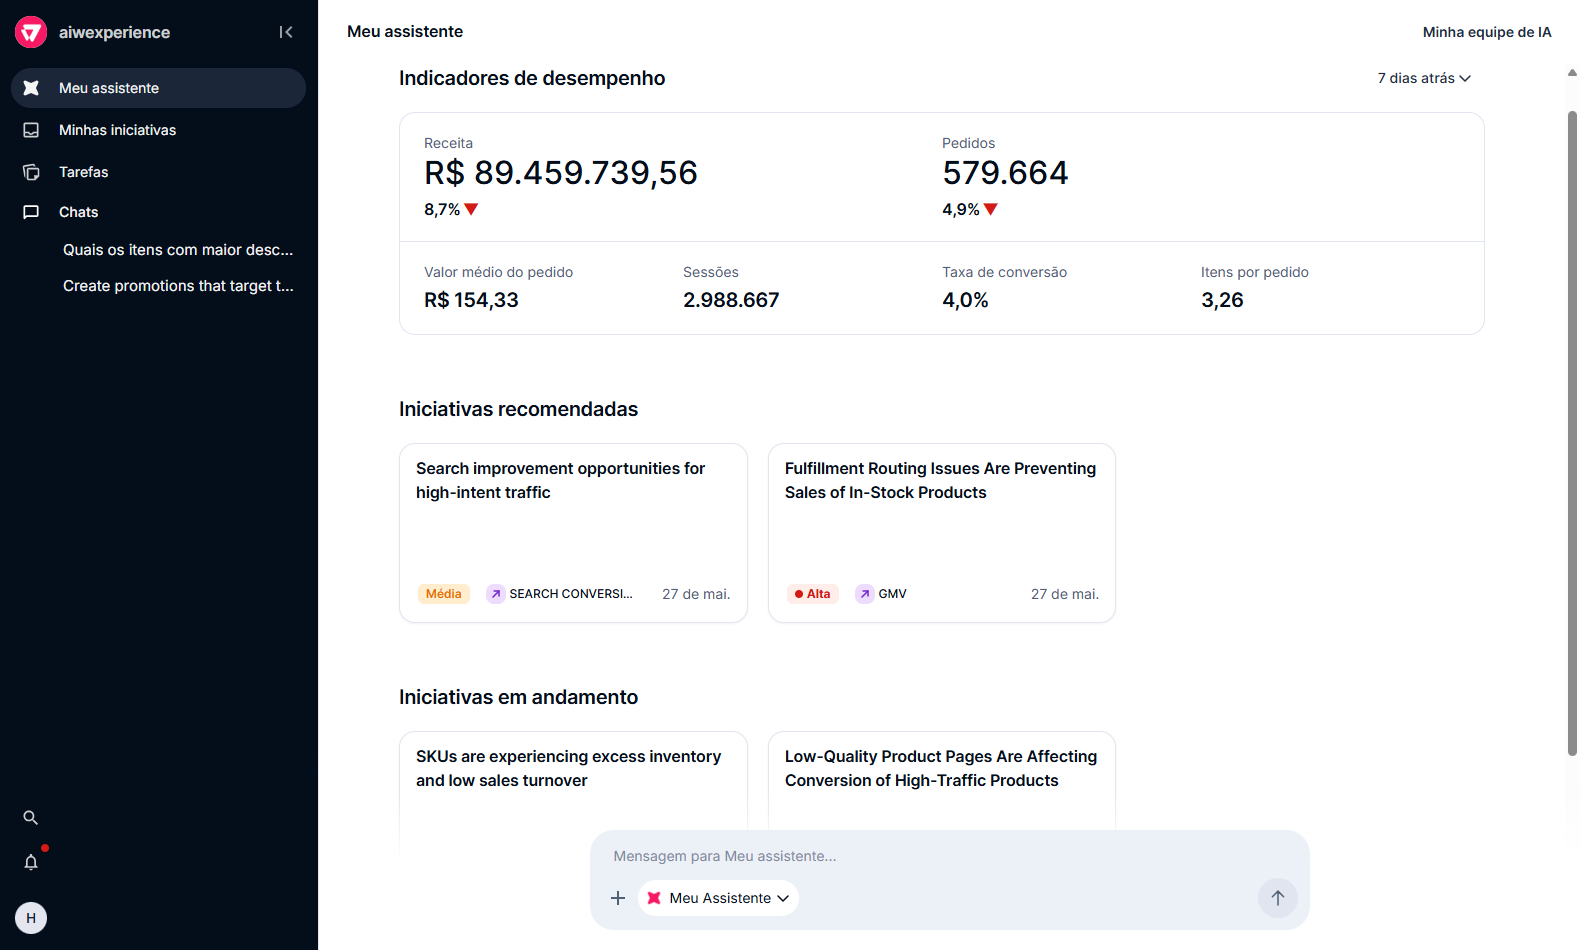 aiwexperience
Meu assistente
Minhas iniciativas
Tarefas
Chats
Quais os itens com maior desc...
Create promotions that target t...
H
Meu assistente
Minha equipe de IA
Indicadores de desempenho
7 dias atrás
Receita
R$ 89.459.739,56
8,7%
Pedidos
579.664
4,9%
Valor médio do pedido
R$ 154,33
Sessões
2.988.667
Taxa de conversão
4,0%
Itens por pedido
3,26
Iniciativas recomendadas
Search improvement opportunities for
high-intent traffic
Média
SEARCH CONVERSI...
27 de mai.
Fulfillment Routing Issues Are Preventing
Sales of In-Stock Products
Alta
GMV
27 de mai.
Iniciativas em andamento
SKUs are experiencing excess inventory
and low sales turnover
Low-Quality Product Pages Are Affecting
Conversion of High-Traffic Products
Mensagem para Meu assistente...
Meu Assistente